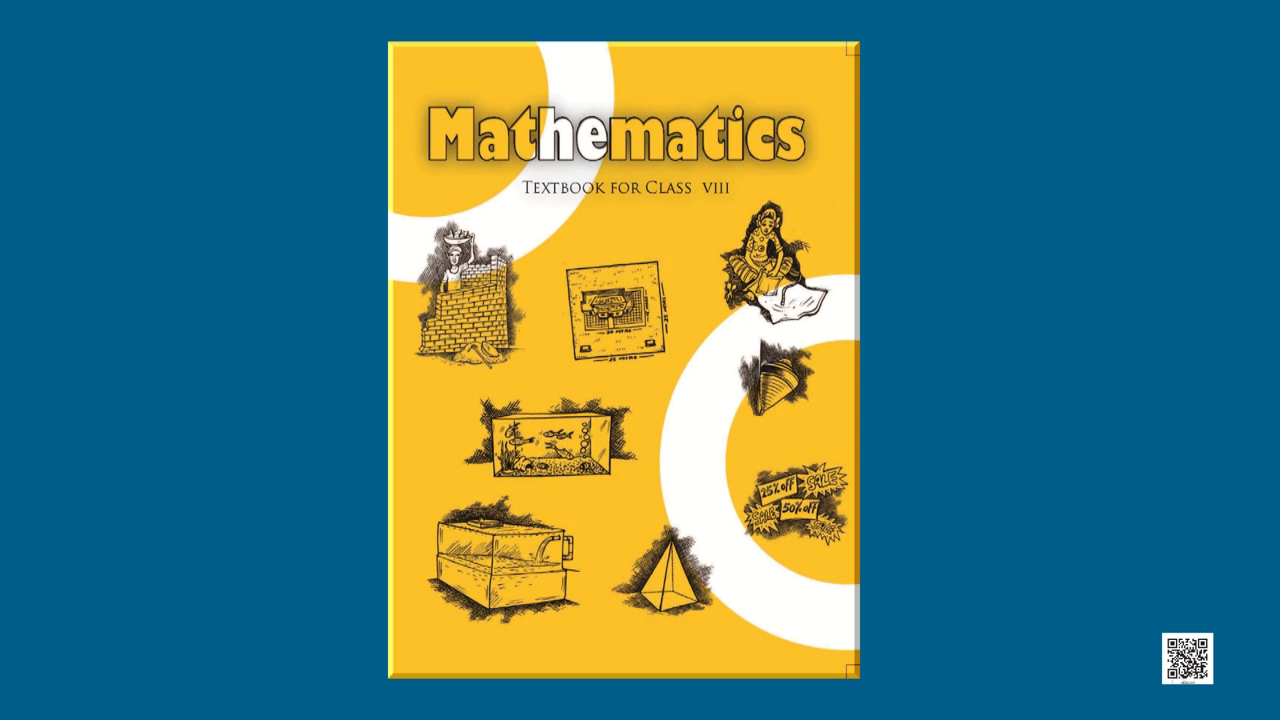 Mathematics
Textbook for Class VIII
25% off
SALE
SALE
50% off